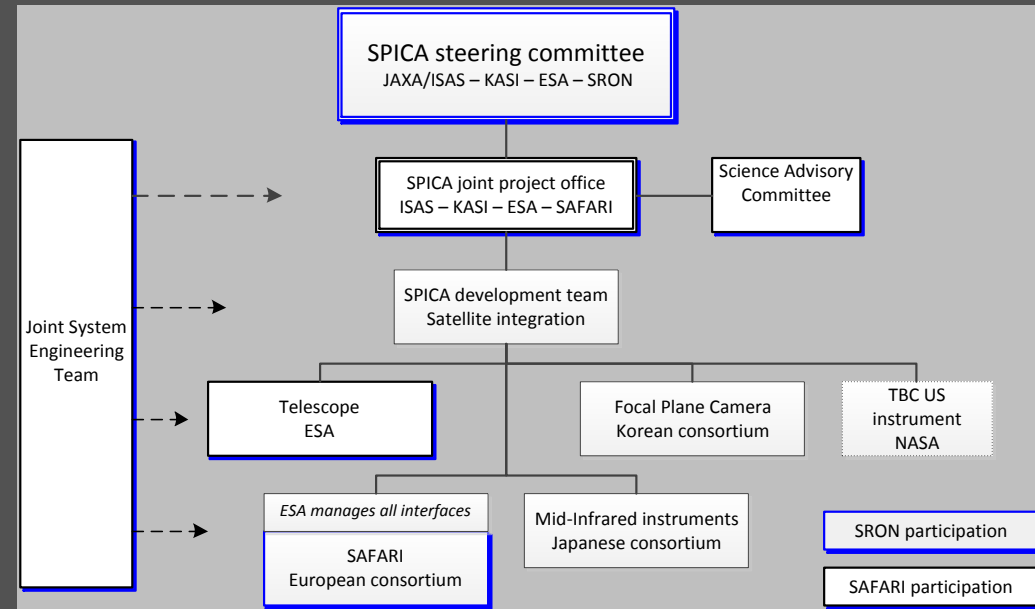 SPICA steering committee
JAXA/ISAS – KASI – ESA – SRON
SPICA joint project office
ISAS – KASI – ESA – SAFARI
Science Advisory
Committee
SPICA development team
Satellite integration
Joint System
Engineering
Team
Telescope
ESA
Focal Plane Camera
Korean consortium
TBC US
instrument
NASA
ESA manages all interfaces
SAFARI
European consortium
Mid-Infrared instruments
Japanese consortium
SRON participation
SAFARI participation